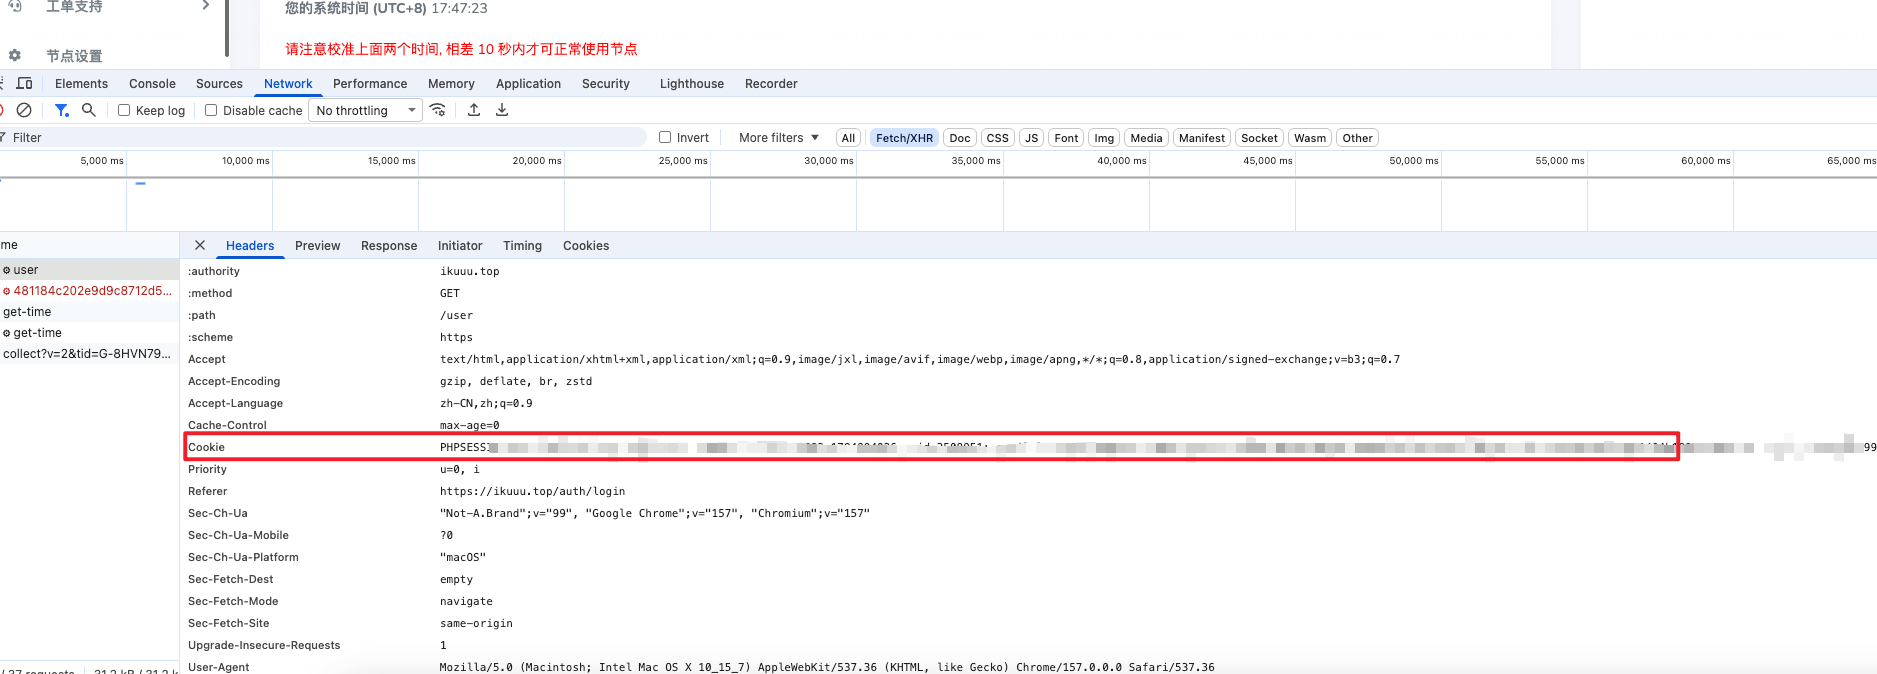 工单支持
您的系统时间 (UTC+8) 17:47:23
节点设置
请注意校准上面两个时间, 相差 10 秒内才可正常使用节点
Elements Console Sources Network Performance Memory Application Security Lighthouse Recorder
Keep log Disable cache No throttling
Filter Invert More filters All Fetch/XHR Doc CSS JS Font Img Media Manifest Socket Wasm Other
5,000 ms 10,000 ms 15,000 ms 20,000 ms 25,000 ms 30,000 ms 35,000 ms 40,000 ms 45,000 ms 50,000 ms 55,000 ms 60,000 ms 65,000 ms
me Headers Preview Response Initiator Timing Cookies
user
481184c202e9d9c8712d5...
get-time
get-time
collect?v=2&tid=G-8HVN79...
:authority ikuuu.top
:method GET
:path /user
:scheme https
Accept text/html,application/xhtml+xml,application/xml;q=0.9,image/jxl,image/avif,image/webp,image/apng,*/*;q=0.8,application/signed-exchange;v=b3;q=0.7
Accept-Encoding gzip, deflate, br, zstd
Accept-Language zh-CN,zh;q=0.9
Cache-Control max-age=0
Cookie PHPSESS 99
Priority u=0, i
Referer https://ikuuu.top/auth/login
Sec-Ch-Ua "Not-A.Brand";v="99", "Google Chrome";v="157", "Chromium";v="157"
Sec-Ch-Ua-Mobile ?0
Sec-Ch-Ua-Platform "macOS"
Sec-Fetch-Dest empty
Sec-Fetch-Mode navigate
Sec-Fetch-Site same-origin
Upgrade-Insecure-Requests 1
User-Agent Mozilla/5.0 (Macintosh; Intel Mac OS X 10_15_7) AppleWebKit/537.36 (KHTML, like Gecko) Chrome/157.0.0.0 Safari/537.36
/ 37 requests 31.2 kB / 31.2 k